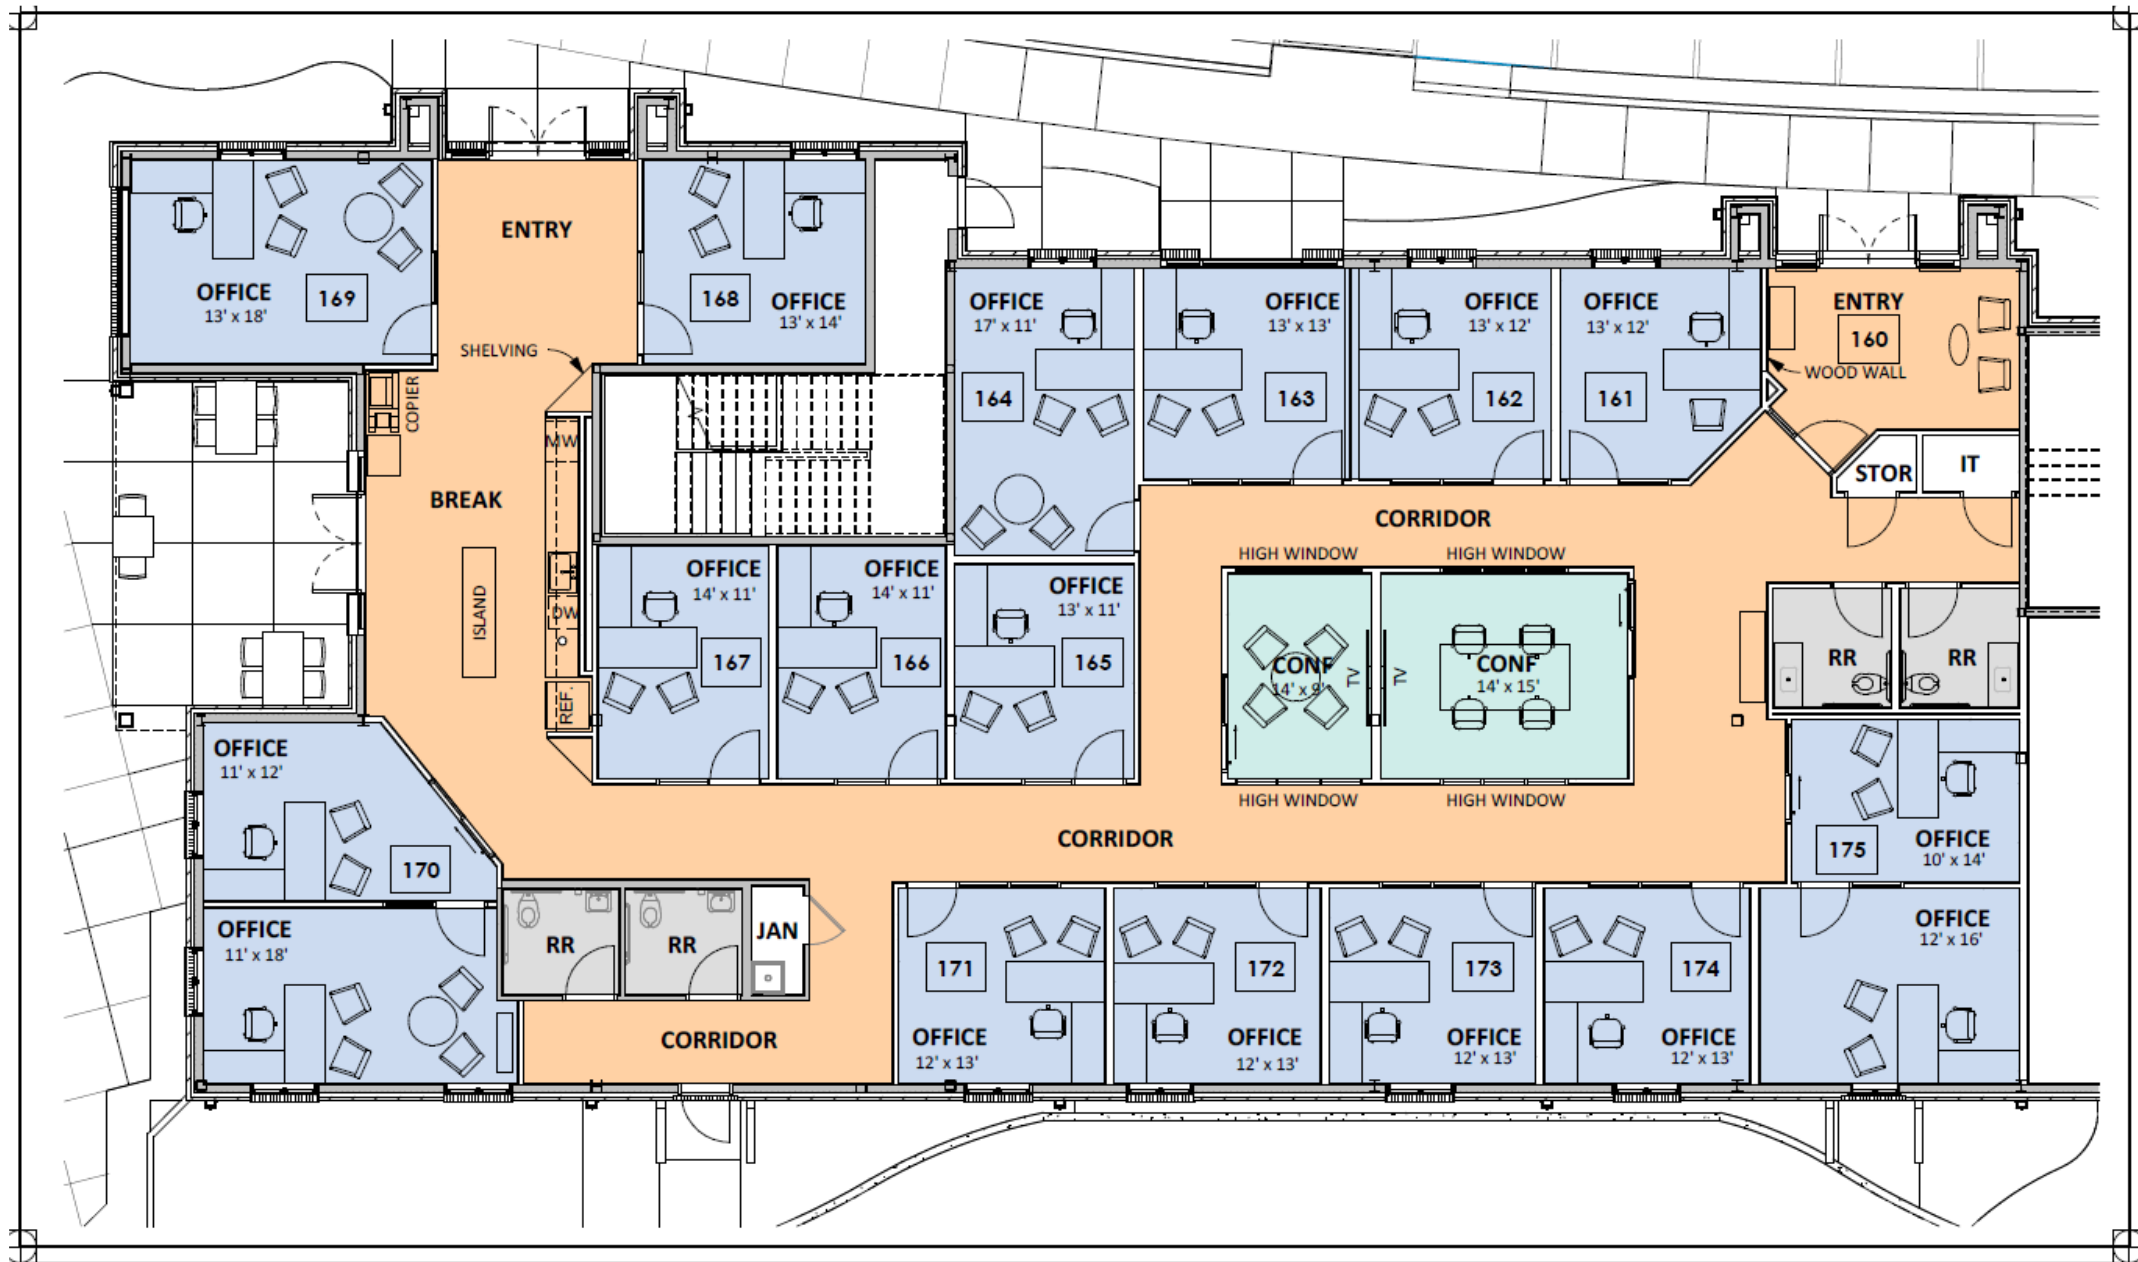 ENTRY
OFFICE
13' x 18'
169
168
OFFICE
13' x 14'
SHELVING
COPIER
MW
BREAK
ISLAND
DW
REF.
OFFICE
17' x 11'
164
OFFICE
13' x 13'
163
OFFICE
13' x 12'
162
OFFICE
13' x 12'
161
ENTRY
160
WOOD WALL
STOR
IT
CORRIDOR
HIGH WINDOW
HIGH WINDOW
OFFICE
14' x 11'
167
OFFICE
14' x 11'
166
OFFICE
13' x 11'
165
CONF
14' x 9'
TV
TV
CONF
14' x 15'
RR
RR
HIGH WINDOW
HIGH WINDOW
OFFICE
11' x 12'
170
CORRIDOR
175
OFFICE
10' x 14'
OFFICE
11' x 18'
RR
RR
JAN
CORRIDOR
171
OFFICE
12' x 13'
172
OFFICE
12' x 13'
173
OFFICE
12' x 13'
174
OFFICE
12' x 13'
OFFICE
12' x 16'